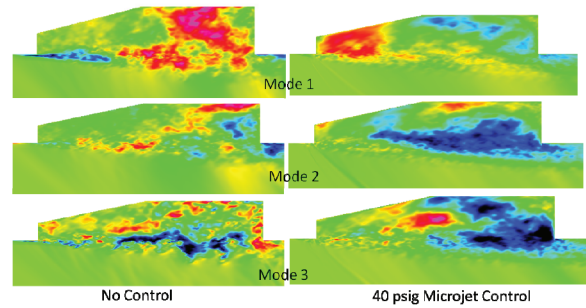 Mode 1
Mode 2
Mode 3
No Control
40 psig Microjet Control